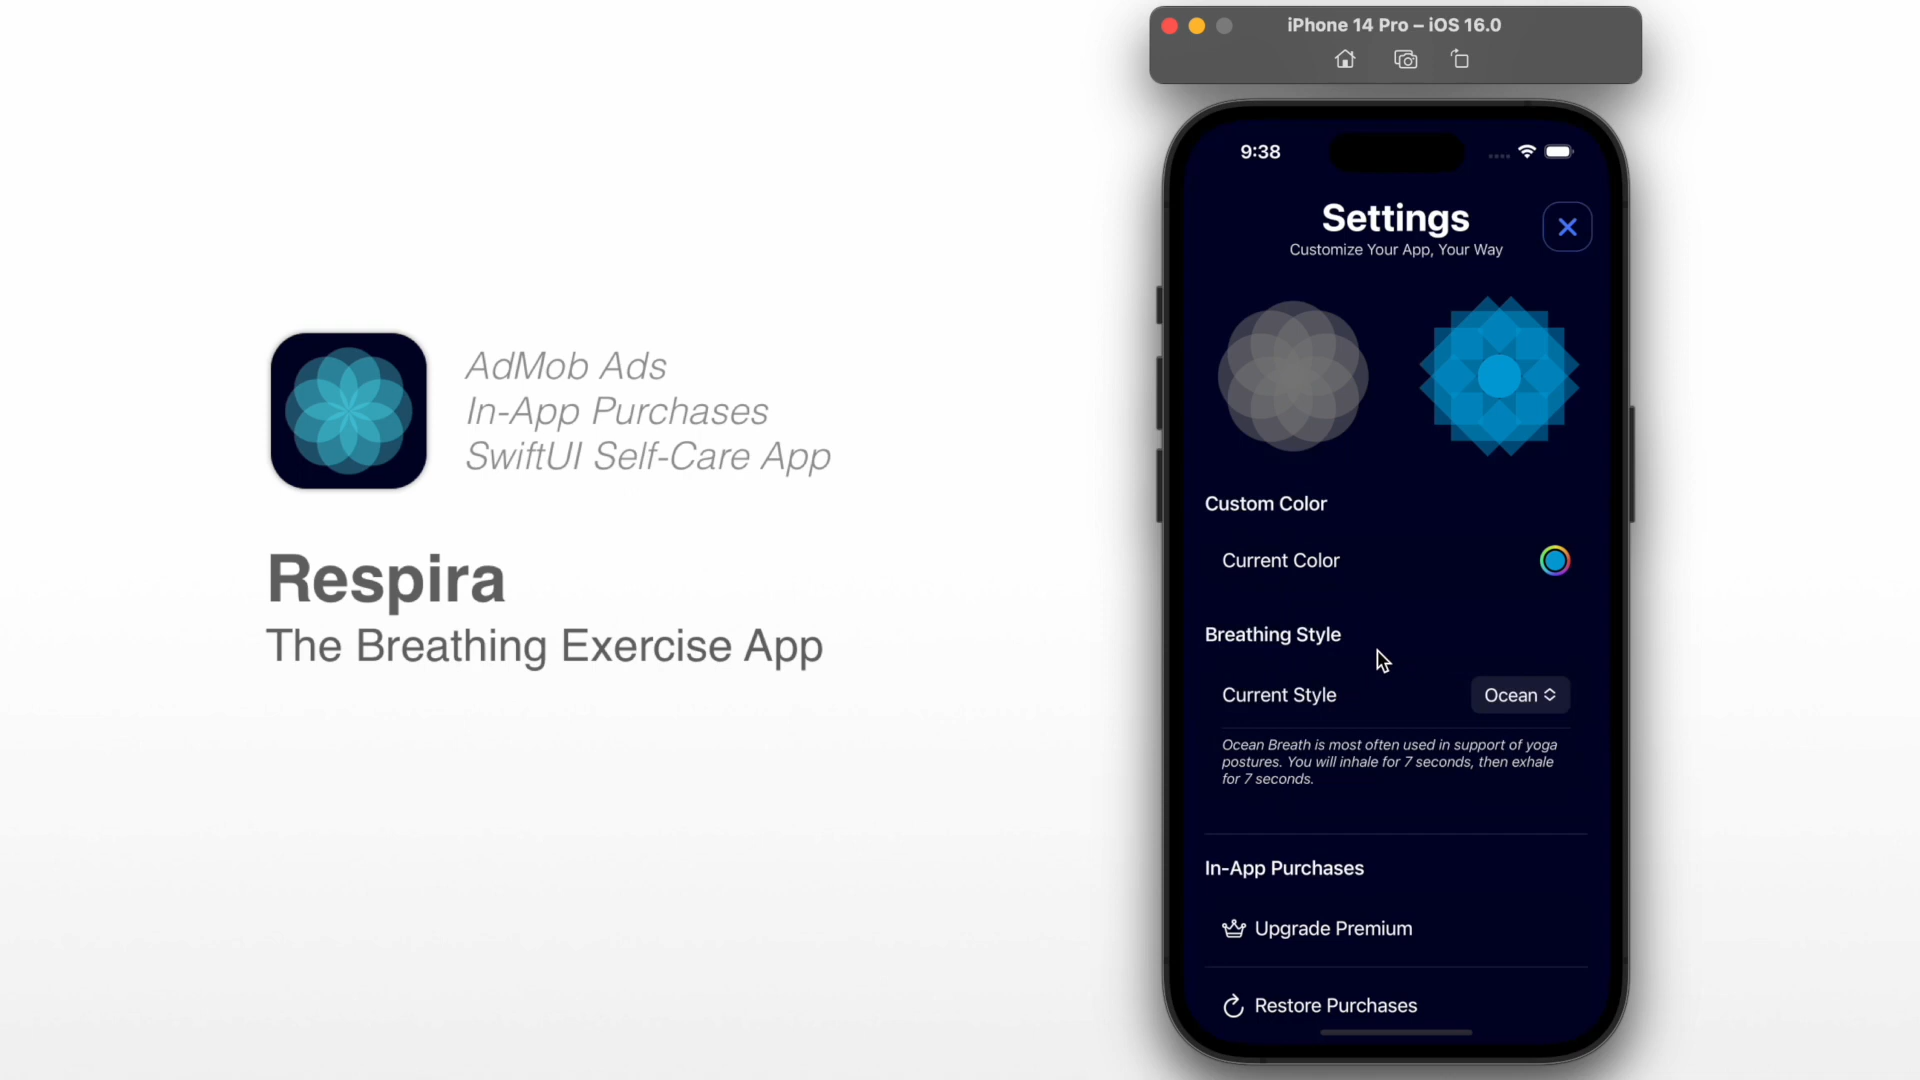 AdMob Ads
In-App Purchases
SwiftUI Self-Care App
Respira
The Breathing Exercise App
iPhone 14 Pro – iOS 16.0
9:38
Settings
Customize Your App, Your Way
Custom Color
Current Color
Breathing Style
Current Style
Ocean
Ocean Breath is most often used in support of yoga
postures. You will inhale for 7 seconds, then exhale
for 7 seconds.
In-App Purchases
Upgrade Premium
Restore Purchases